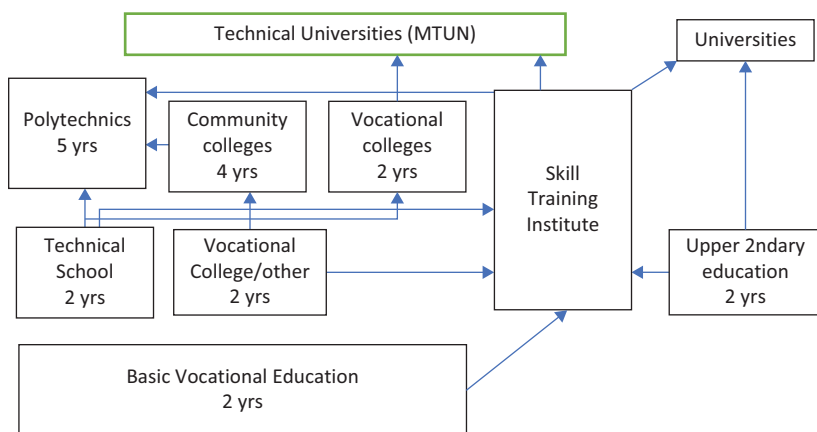 Technical Universities (MTUN)
Universities
Polytechnics
5 yrs
Community
colleges
4 yrs
Vocational
colleges
2 yrs
Skill
Training
Institute
Technical
School
2 yrs
Vocational
College/other
2 yrs
Upper 2ndary
education
2 yrs
Basic Vocational Education
2 yrs